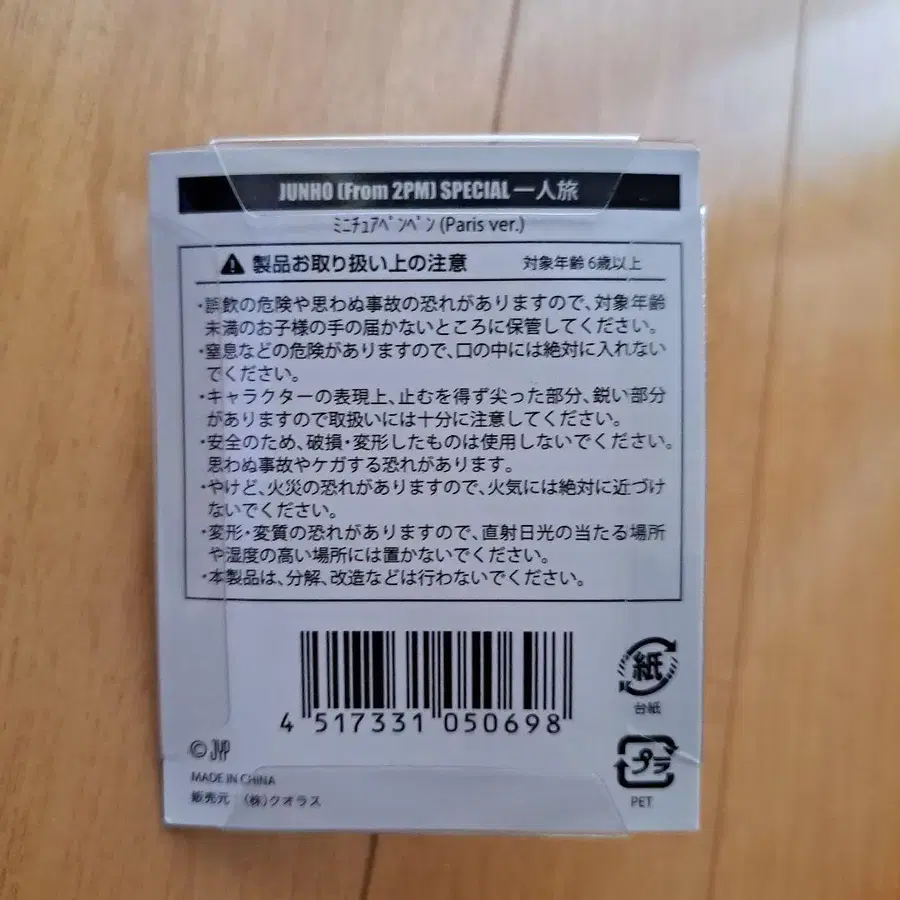 JUNHO (From 2PM) SPECIAL 一人旅
ミニチュアペンペン (Paris ver.)
製品お取り扱い上の注意 対象年齢 6歳以上
・誤飲の危険や思わぬ事故の恐れがありますので、対象年齢
未満のお子様の手の届かないところに保管してください。
・窒息などの危険がありますので、口の中には絶対に入れない
でください。
・キャラクターの表現上、止むを得ず尖った部分、鋭い部分
がありますので取扱いには十分に注意してください。
・安全のため、破損・変形したものは使用しないでください。
思わぬ事故やケガする恐れがあります。
・やけど、火災の恐れがありますので、火気には絶対に近づけ
ないでください。
・変形・変質の恐れがありますので、直射日光の当たる場所
や湿度の高い場所には置かないでください。
・本製品は、分解、改造などは行わないでください。
4 517331 050698
紙
台紙
プラ
PET
© JYP
MADE IN CHINA
販売元 (株)クオラス